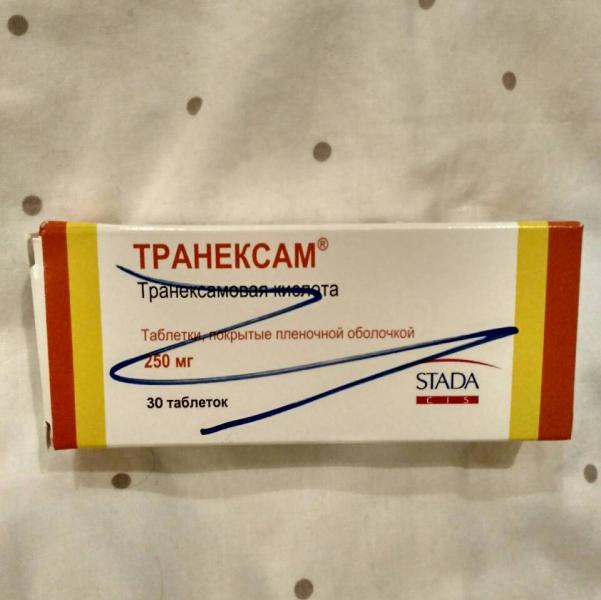 ТРАНЕКСАМ®
Транексамовая кислота
Таблетки, покрытые пленочной оболочкой
250 мг
30 таблеток
STADA
CIS